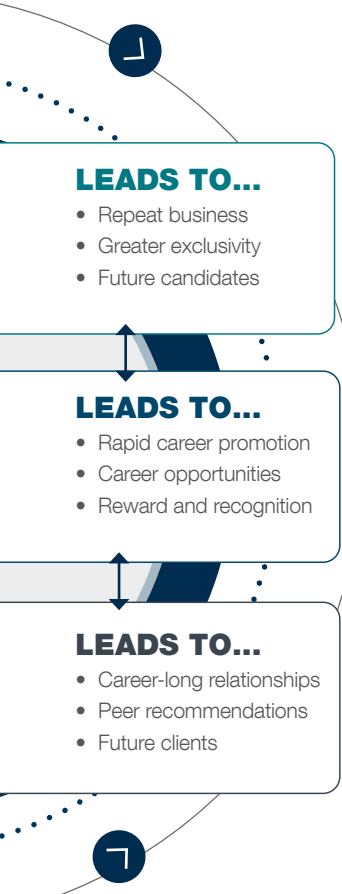 LEADS TO...
• Repeat business
• Greater exclusivity
• Future candidates
LEADS TO...
• Rapid career promotion
• Career opportunities
• Reward and recognition
LEADS TO...
• Career-long relationships
• Peer recommendations
• Future clients